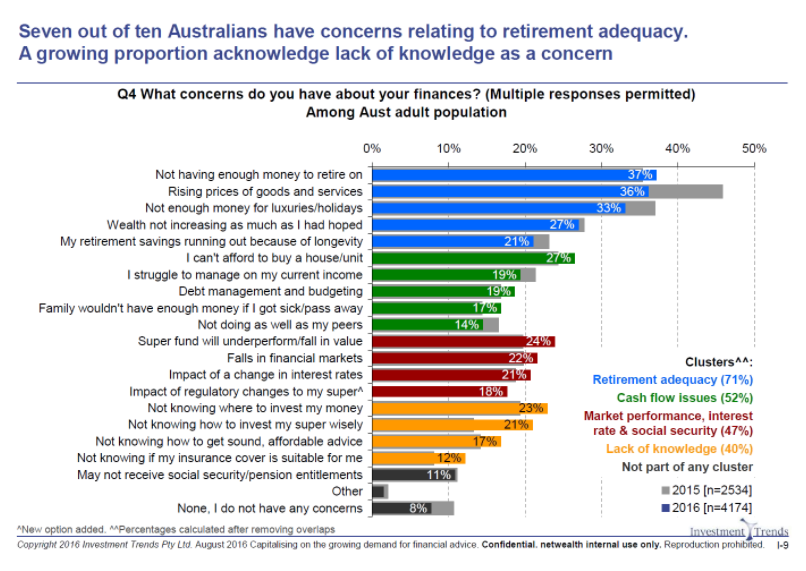 Seven out of ten Australians have concerns relating to retirement adequacy.
A growing proportion acknowledge lack of knowledge as a concern
Q4 What concerns do you have about your finances? (Multiple responses permitted)
Among Aust adult population
0% 10% 20% 30% 40% 50%
Not having enough money to retire on 37%
Rising prices of goods and services 36%
Not enough money for luxuries/holidays 33%
Wealth not increasing as much as I had hoped 27%
My retirement savings running out because of longevity 21%
I can't afford to buy a house/unit 27%
I struggle to manage on my current income 19%
Debt management and budgeting 19%
Family wouldn't have enough money if I got sick/pass away 17%
Not doing as well as my peers 14%
Super fund will underperform/fall in value 24%
Falls in financial markets 22%
Impact of a change in interest rates 21%
Impact of regulatory changes to my super^ 18%
Not knowing where to invest my money 23%
Not knowing how to invest my super wisely 21%
Not knowing how to get sound, affordable advice 17%
Not knowing if my insurance cover is suitable for me 12%
May not receive social security/pension entitlements 11%
Other
None, I do not have any concerns 8%
Clusters^^:
Retirement adequacy (71%)
Cash flow issues (52%)
Market performance, interest
rate & social security (47%)
Lack of knowledge (40%)
Not part of any cluster
2015 [n=2534]
2016 [n=4174]
^New option added. ^^Percentages calculated after removing overlaps
Investment Trends
Copyright 2016 Investment Trends Pty Ltd. August 2016 Capitalising on the growing demand for financial advice. Confidential. netwealth internal use only. Reproduction prohibited. I-9